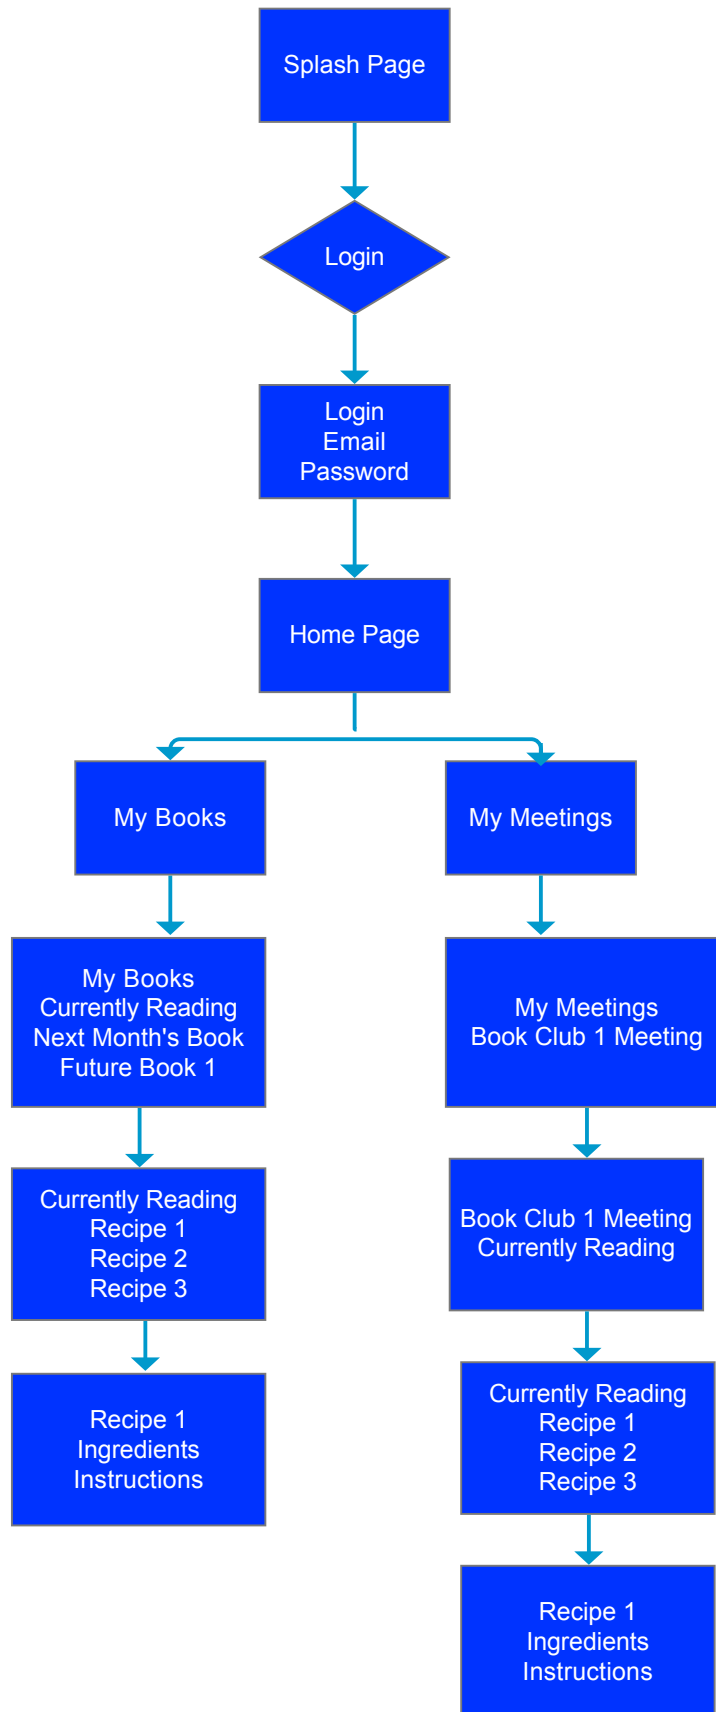 Splash Page
Login
Login
Email
Password
Home Page
My Books
My Meetings
My Books
Currently Reading
Next Month's Book
Future Book 1
My Meetings
Book Club 1 Meeting
Currently Reading
Recipe 1
Recipe 2
Recipe 3
Book Club 1 Meeting
Currently Reading
Recipe 1
Ingredients
Instructions
Currently Reading
Recipe 1
Recipe 2
Recipe 3
Recipe 1
Ingredients
Instructions